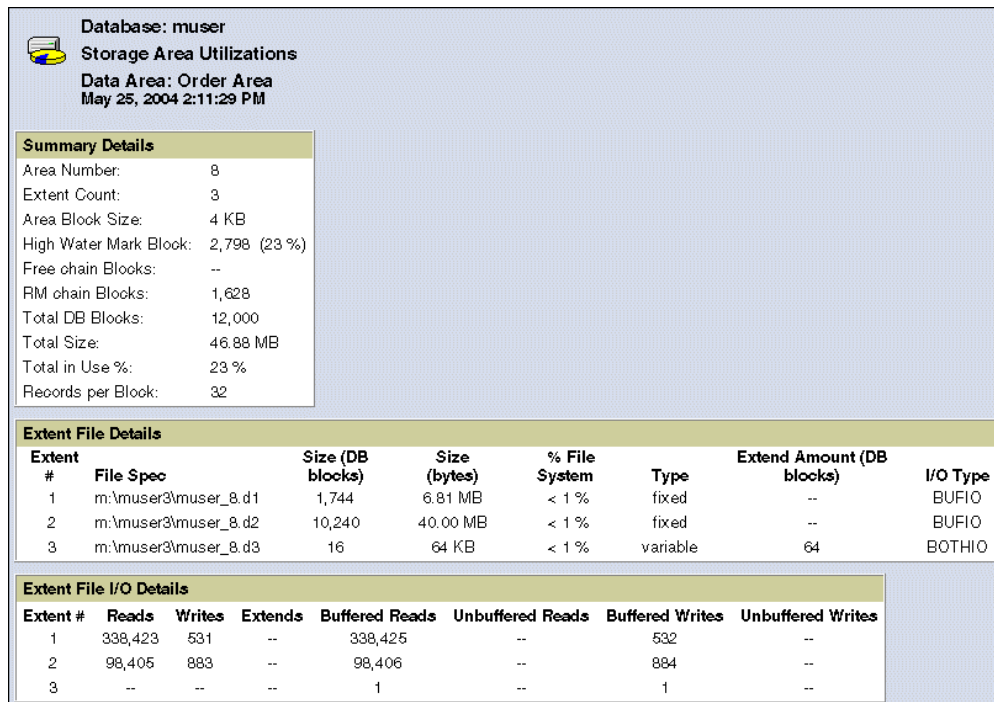 Database: muser
Storage Area Utilizations
Data Area: Order Area
May 25, 2004 2:11:29 PM
Summary Details
Area Number: 8
Extent Count: 3
Area Block Size: 4 KB
High Water Mark Block: 2,798 (23 %)
Free chain Blocks: --
RM chain Blocks: 1,628
Total DB Blocks: 12,000
Total Size: 46.88 MB
Total in Use %: 23 %
Records per Block: 32
Extent File Details
Extent # File Spec Size (DB blocks) Size (bytes) % File System Type Extend Amount (DB blocks) I/O Type
1 m:\muser3\muser_8.d1 1,744 6.81 MB < 1 % fixed -- BUFIO
2 m:\muser3\muser_8.d2 10,240 40.00 MB < 1 % fixed -- BUFIO
3 m:\muser3\muser_8.d3 16 64 KB < 1 % variable 64 BOTHIO
Extent File I/O Details
Extent # Reads Writes Extends Buffered Reads Unbuffered Reads Buffered Writes Unbuffered Writes
1 338,423 531 -- 338,425 -- 532 --
2 98,405 883 -- 98,406 -- 884 --
3 -- -- -- 1 -- 1 --